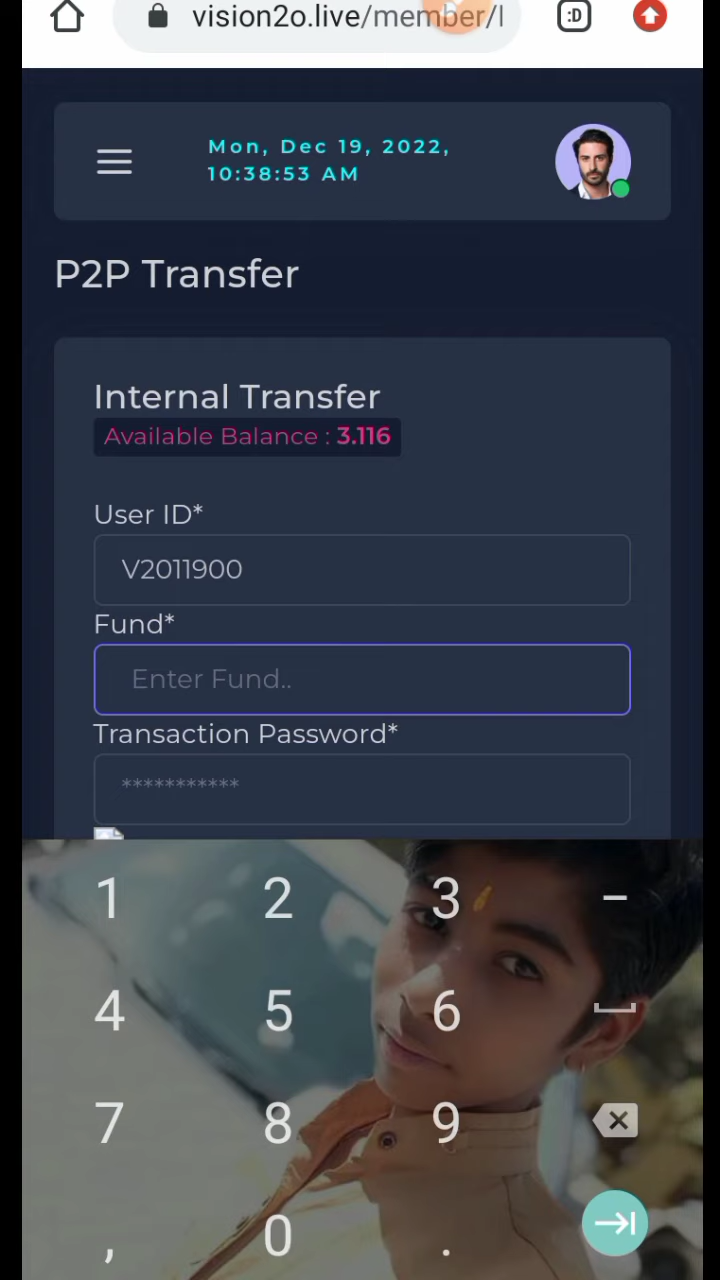 vision2o.live/member/
:D
Mon, Dec 19, 2022,
10:38:53 AM
P2P Transfer
Internal Transfer
Available Balance : 3.116
User ID*
V2011900
Fund*
Enter Fund..
Transaction Password*
***********
1 2 3 –
4 5 6
7 8 9
, 0 .